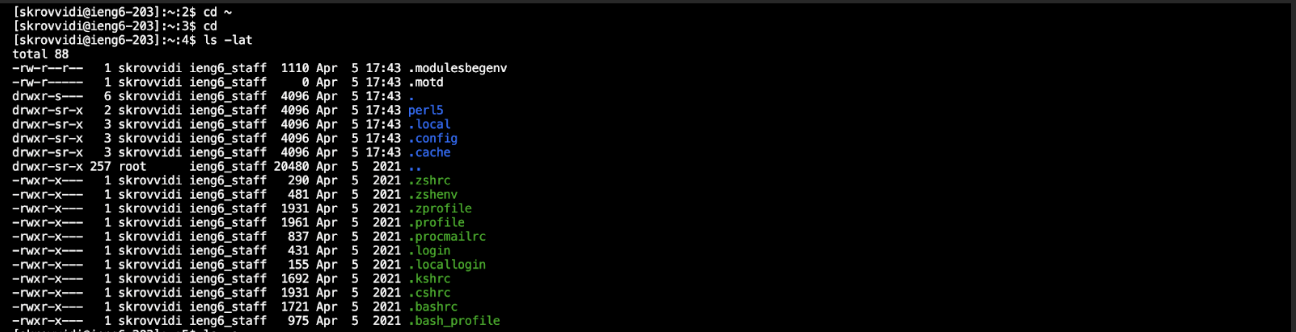 [skrovvidi@ieng6-203]:~:2$ cd ~
[skrovvidi@ieng6-203]:~:3$ cd
[skrovvidi@ieng6-203]:~:4$ ls -lat
total 88
-rw-r--r--   1 skrovvidi ieng6_staff  1110 Apr  5 17:43 .modulesbegenv
-rw-r-----   1 skrovvidi ieng6_staff     0 Apr  5 17:43 .motd
drwxr-s---   6 skrovvidi ieng6_staff  4096 Apr  5 17:43 .
drwxr-sr-x   2 skrovvidi ieng6_staff  4096 Apr  5 17:43 perl5
drwxr-sr-x   3 skrovvidi ieng6_staff  4096 Apr  5 17:43 .local
drwxr-sr-x   3 skrovvidi ieng6_staff  4096 Apr  5 17:43 .config
drwxr-sr-x   3 skrovvidi ieng6_staff  4096 Apr  5 17:43 .cache
drwxr-sr-x 257 root      ieng6_staff 20480 Apr  5  2021 ..
-rwxr-x---   1 skrovvidi ieng6_staff   290 Apr  5  2021 .zshrc
-rwxr-x---   1 skrovvidi ieng6_staff   481 Apr  5  2021 .zshenv
-rwxr-x---   1 skrovvidi ieng6_staff  1931 Apr  5  2021 .zprofile
-rwxr-x---   1 skrovvidi ieng6_staff  1961 Apr  5  2021 .profile
-rwxr-x---   1 skrovvidi ieng6_staff   837 Apr  5  2021 .procmailrc
-rwxr-x---   1 skrovvidi ieng6_staff   431 Apr  5  2021 .login
-rwxr-x---   1 skrovvidi ieng6_staff   155 Apr  5  2021 .locallogin
-rwxr-x---   1 skrovvidi ieng6_staff  1692 Apr  5  2021 .kshrc
-rwxr-x---   1 skrovvidi ieng6_staff  1931 Apr  5  2021 .cshrc
-rwxr-x---   1 skrovvidi ieng6_staff  1721 Apr  5  2021 .bashrc
-rwxr-x---   1 skrovvidi ieng6_staff   975 Apr  5  2021 .bash_profile